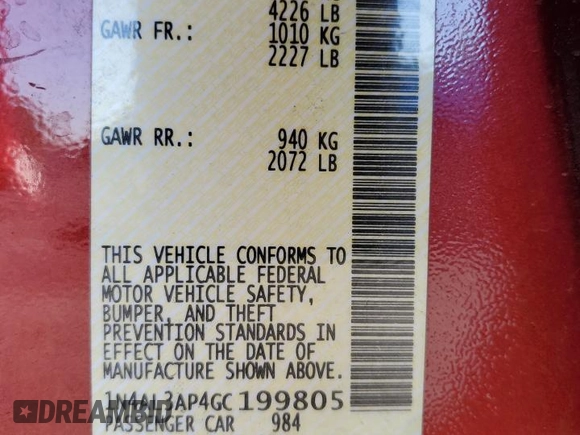 4226 LB
GAWR FR.: 1010 KG
2227 LB
GAWR RR.: 940 KG
2072 LB
THIS VEHICLE CONFORMS TO
ALL APPLICABLE FEDERAL
MOTOR VEHICLE SAFETY,
BUMPER, AND THEFT
PREVENTION STANDARDS IN
EFFECT ON THE DATE OF
MANUFACTURE SHOWN ABOVE.
1N4AL3AP4GC199805
PASSENGER CAR 984
DREAMBID